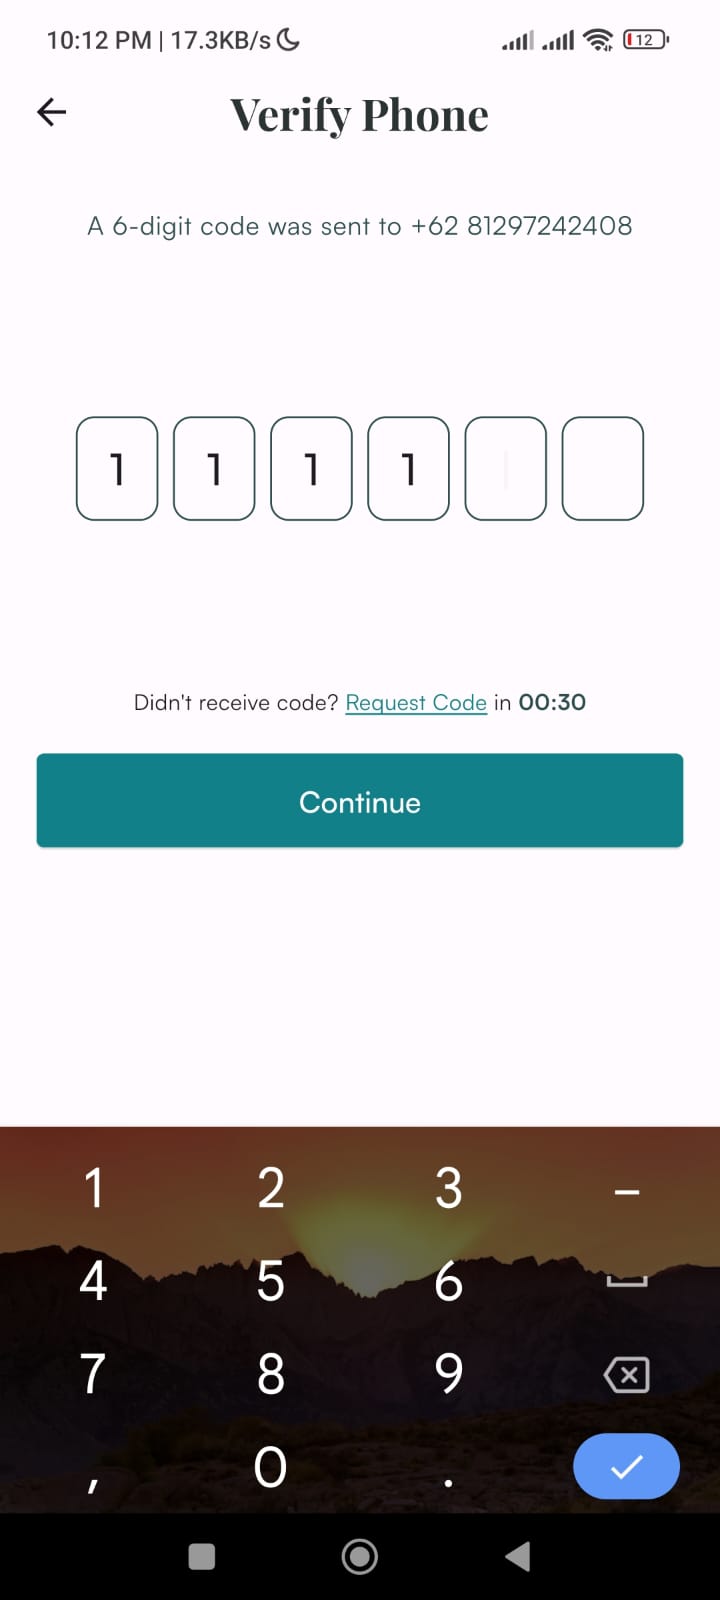 10:12 PM | 17.3KB/s
12
Verify Phone
A 6-digit code was sent to +62 81297242408
1 1 1 1
Didn't receive code? Request Code in 00:30
Continue
1 2 3 –
4 5 6
7 8 9
, 0 .